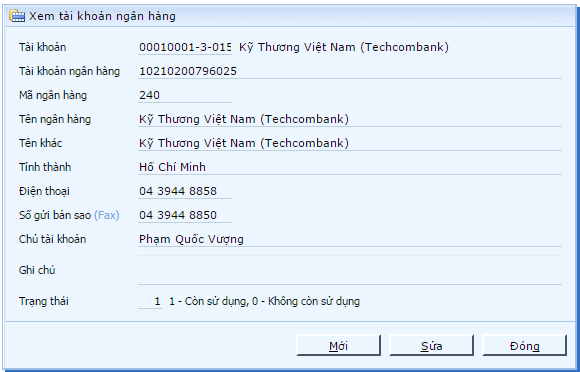 Xem tài khoản ngân hàng
Tài khoản 00010001-3-015 Kỹ Thương Việt Nam (Techcombank)
Tài khoản ngân hàng 10210200796025
Mã ngân hàng 240
Tên ngân hàng Kỹ Thương Việt Nam (Techcombank)
Tên khác Kỹ Thương Việt Nam (Techcombank)
Tỉnh thành Hồ Chí Minh
Điện thoại 04 3944 8858
Số gửi bản sao (Fax) 04 3944 8850
Chủ tài khoản Phạm Quốc Vượng
Ghi chú
Trạng thái 1 1 - Còn sử dụng, 0 - Không còn sử dụng
Mới Sửa Đóng